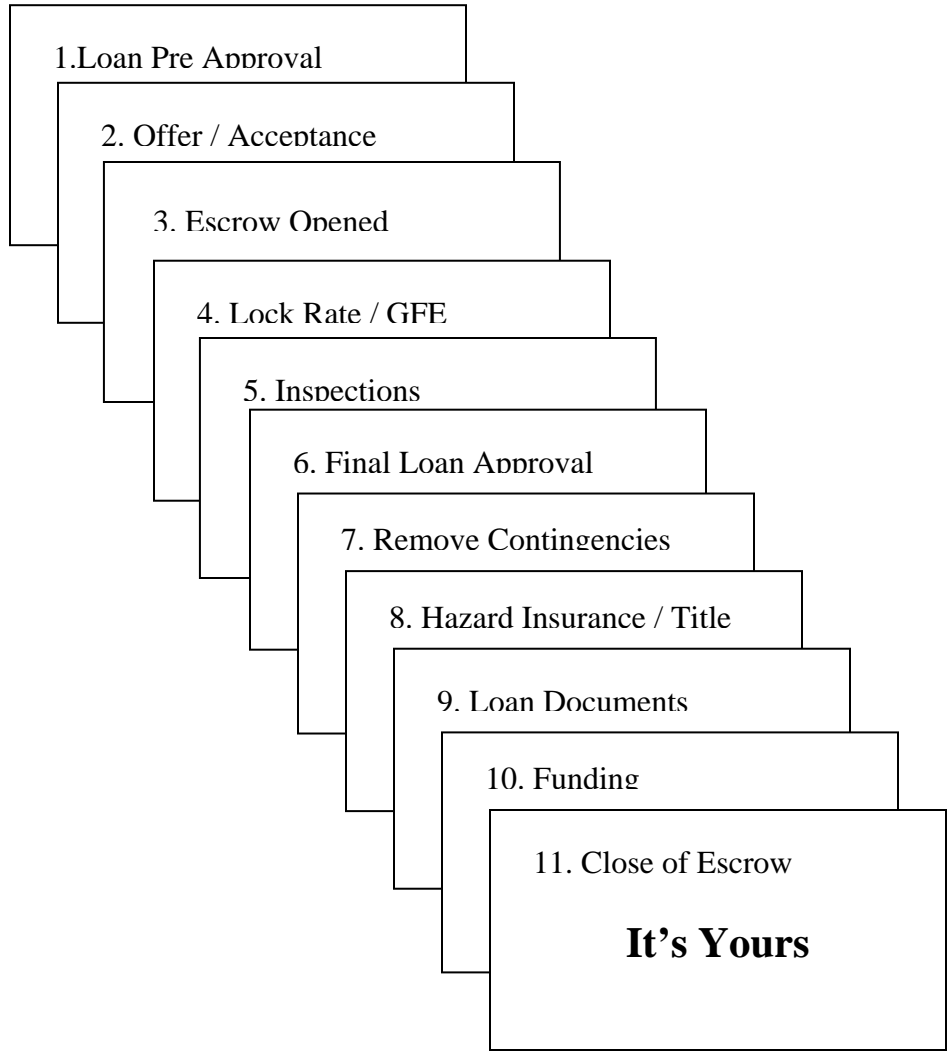 1.Loan Pre Approval
2. Offer / Acceptance
3. Escrow Opened
4. Lock Rate / GFE
5. Inspections
6. Final Loan Approval
7. Remove Contingencies
8. Hazard Insurance / Title
9. Loan Documents
10. Funding
11. Close of Escrow
It’s Yours